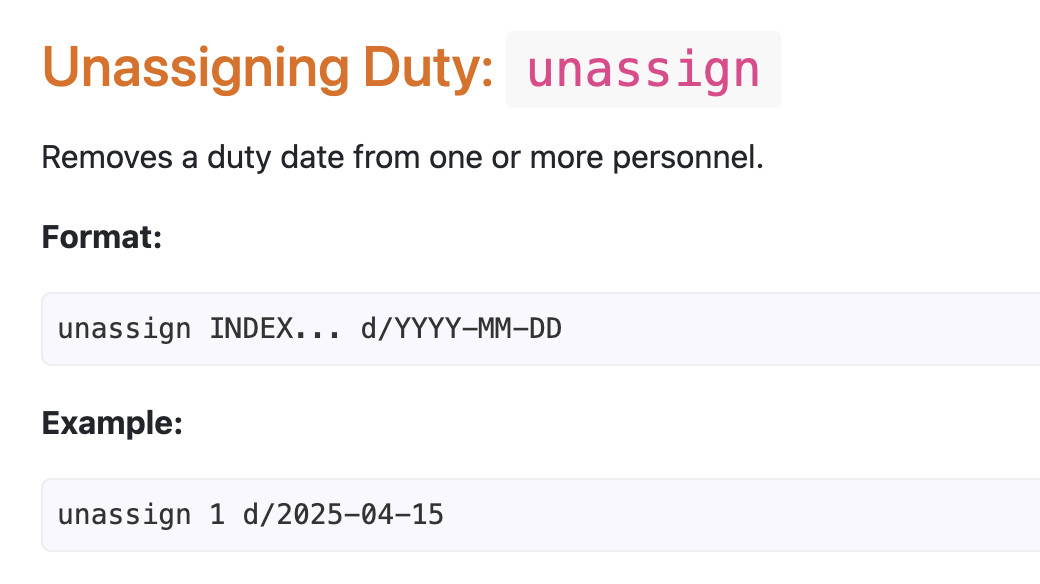 Unassigning Duty: unassign
Removes a duty date from one or more personnel.
Format:
unassign INDEX... d/YYYY-MM-DD
Example:
unassign 1 d/2025-04-15